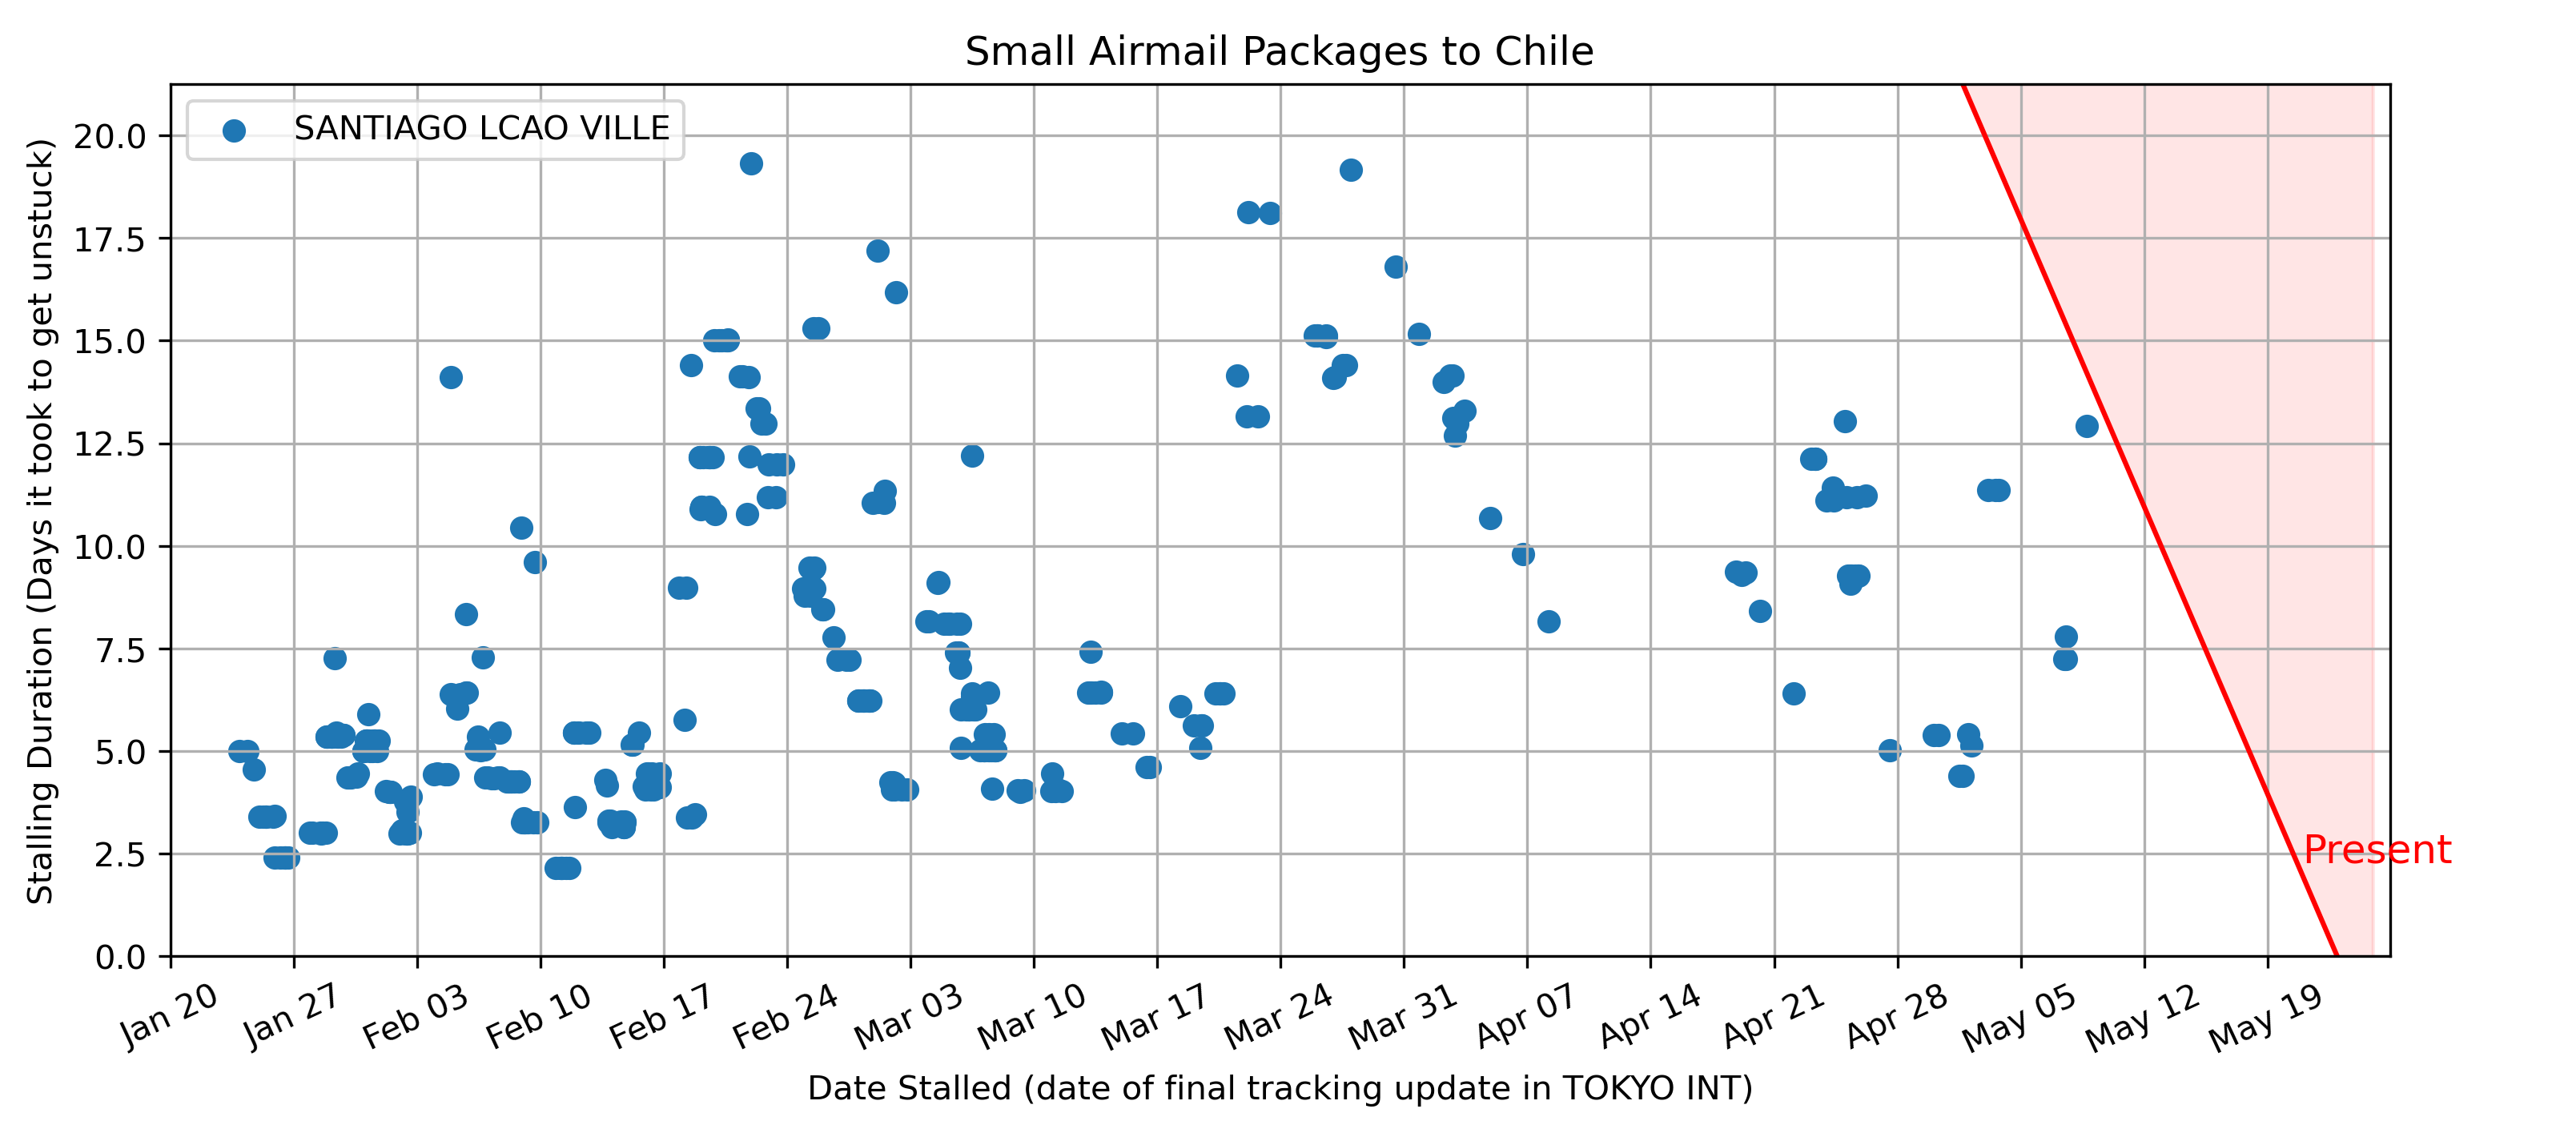 Small Airmail Packages to Chile
SANTIAGO LCAO VILLE
Stalling Duration (Days it took to get unstuck)
20.0
17.5
15.0
12.5
10.0
7.5
5.0
2.5
0.0
Present
Jan 20
Jan 27
Feb 03
Feb 10
Feb 17
Feb 24
Mar 03
Mar 10
Mar 17
Mar 24
Mar 31
Apr 07
Apr 14
Apr 21
Apr 28
May 05
May 12
May 19
Date Stalled (date of final tracking update in TOKYO INT)